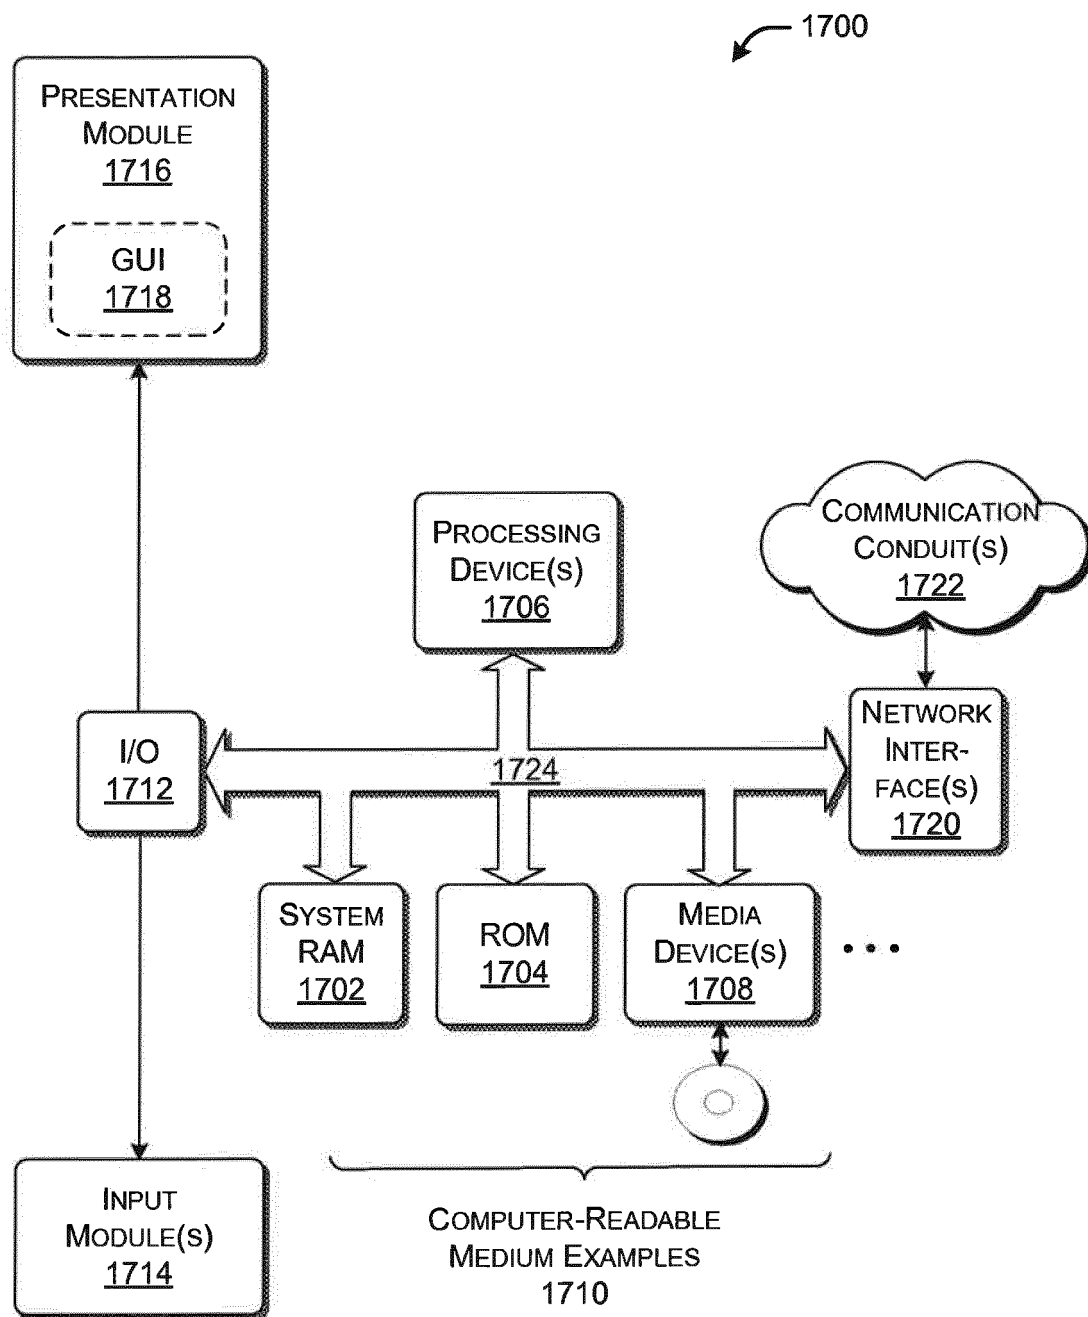 1700
PRESENTATION
MODULE
1716
GUI
1718
PROCESSING
DEVICE(S)
1706
COMMUNICATION
CONDUIT(S)
1722
I/O
1712
1724
NETWORK
INTER-
FACE(S)
1720
SYSTEM
RAM
1702
ROM
1704
MEDIA
DEVICE(S)
1708
• • •
INPUT
MODULE(S)
1714
COMPUTER-READABLE
MEDIUM EXAMPLES
1710